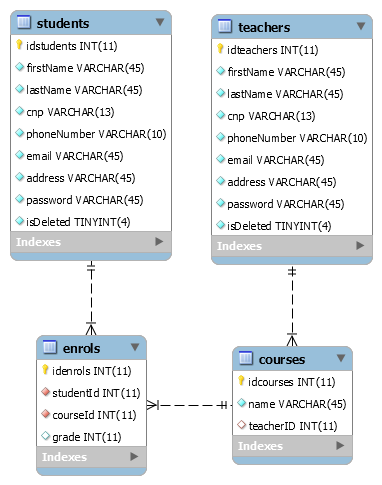 students
idstudents INT(11)
firstName VARCHAR(45)
lastName VARCHAR(45)
cnp VARCHAR(13)
phoneNumber VARCHAR(10)
email VARCHAR(45)
address VARCHAR(45)
password VARCHAR(45)
isDeleted TINYINT(4)
Indexes
teachers
idteachers INT(11)
firstName VARCHAR(45)
lastName VARCHAR(45)
cnp VARCHAR(13)
phoneNumber VARCHAR(10)
email VARCHAR(45)
address VARCHAR(45)
password VARCHAR(45)
isDeleted TINYINT(4)
Indexes
enrols
idenrols INT(11)
studentId INT(11)
courseId INT(11)
grade INT(11)
Indexes
courses
idcourses INT(11)
name VARCHAR(45)
teacherID INT(11)
Indexes